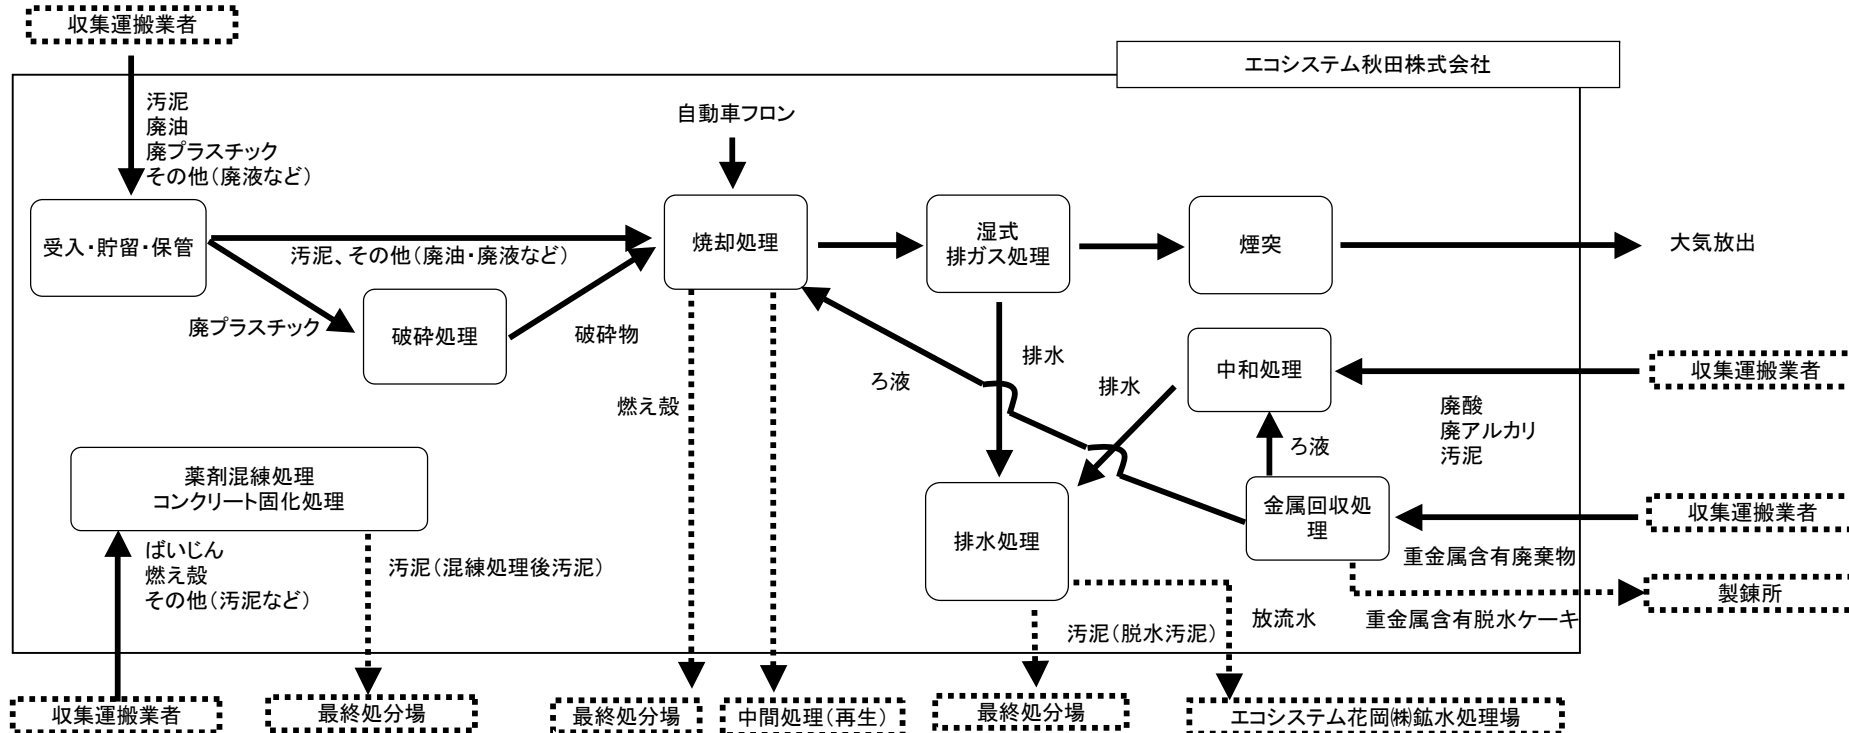 収集運搬業者
エコシステム秋田株式会社
汚泥
廃油
廃プラスチック
その他(廃液など)
自動車フロン
受入・貯留・保管
汚泥、その他(廃油・廃液など)
焼却処理
湿式
排ガス処理
煙突
大気放出
廃プラスチック
破砕処理
破砕物
排水
ろ液
排水
中和処理
収集運搬業者
燃え殻
廃酸
廃アルカリ
汚泥
ろ液
薬剤混練処理
コンクリート固化処理
排水処理
金属回収処
理
収集運搬業者
重金属含有廃棄物
ばいじん
燃え殻
その他(汚泥など)
汚泥(混練処理後汚泥)
製錬所
汚泥(脱水汚泥)
放流水
重金属含有脱水ケーキ
収集運搬業者
最終処分場
最終処分場
中間処理(再生)
最終処分場
エコシステム花岡㈱鉱水処理場